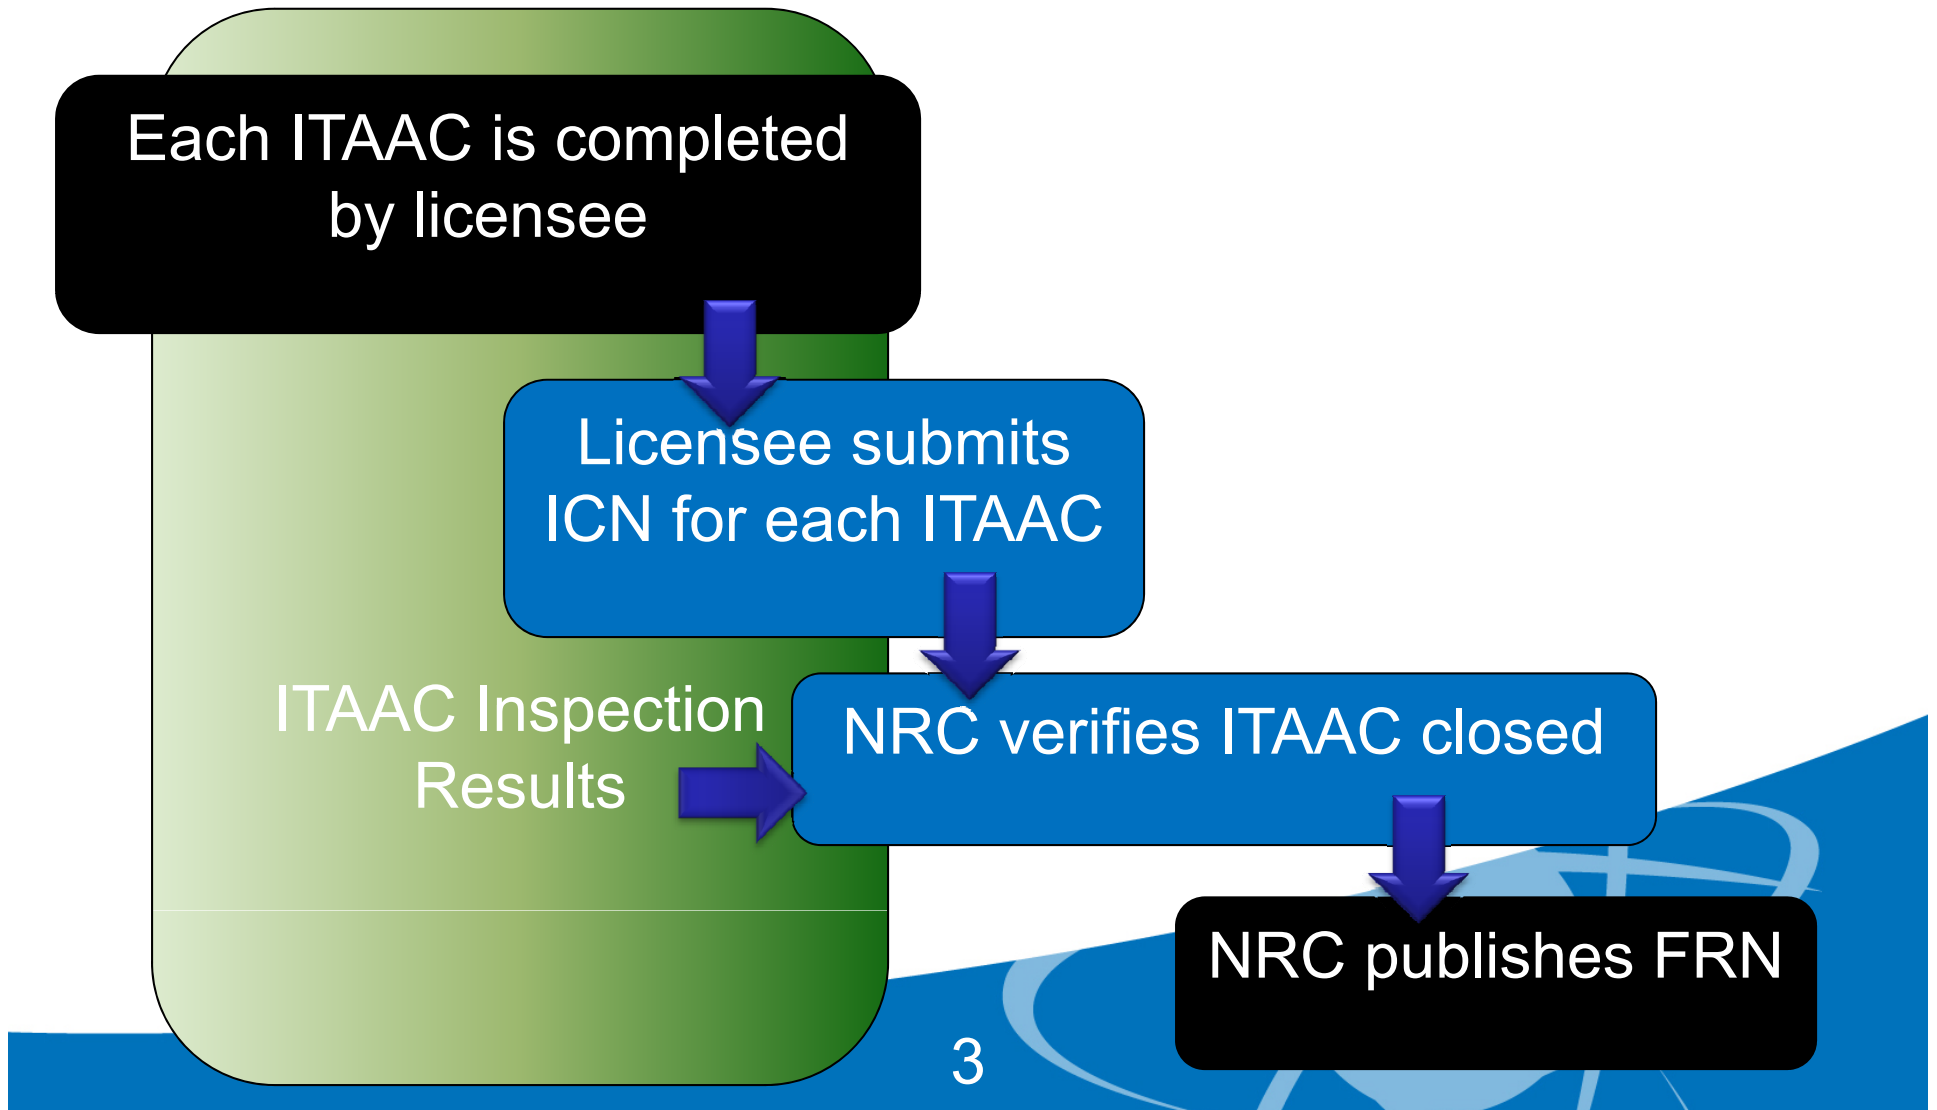 Each ITAAC is completed
by licensee
Licensee submits
ICN for each ITAAC
ITAAC Inspection
Results
NRC verifies ITAAC closed
NRC publishes FRN
3